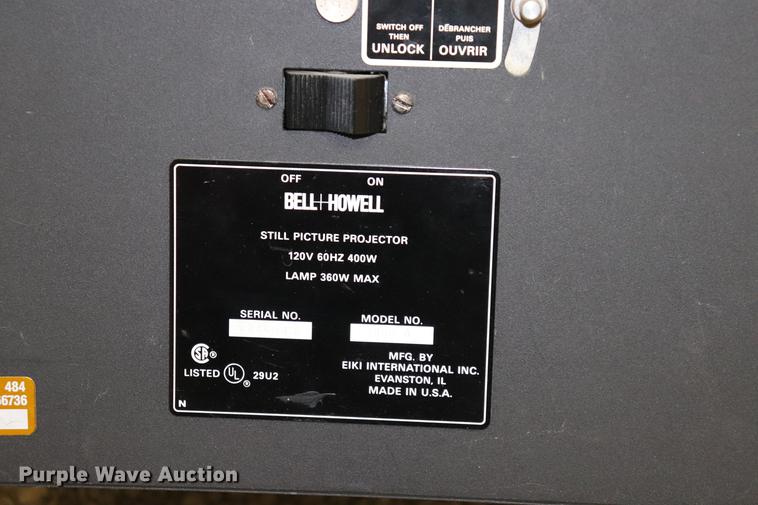 SWITCH OFF
THEN
UNLOCK
DÉBRANCHER
PUIS
OUVRIR
OFF ON
BELL+HOWELL
STILL PICTURE PROJECTOR
120V 60HZ 400W
LAMP 360W MAX
SERIAL NO. MODEL NO.
MFG. BY
EIKI INTERNATIONAL INC.
EVANSTON, IL
MADE IN U.S.A.
SA ®
LISTED UL ® 29U2
N
484
6736
Purple Wave Auction